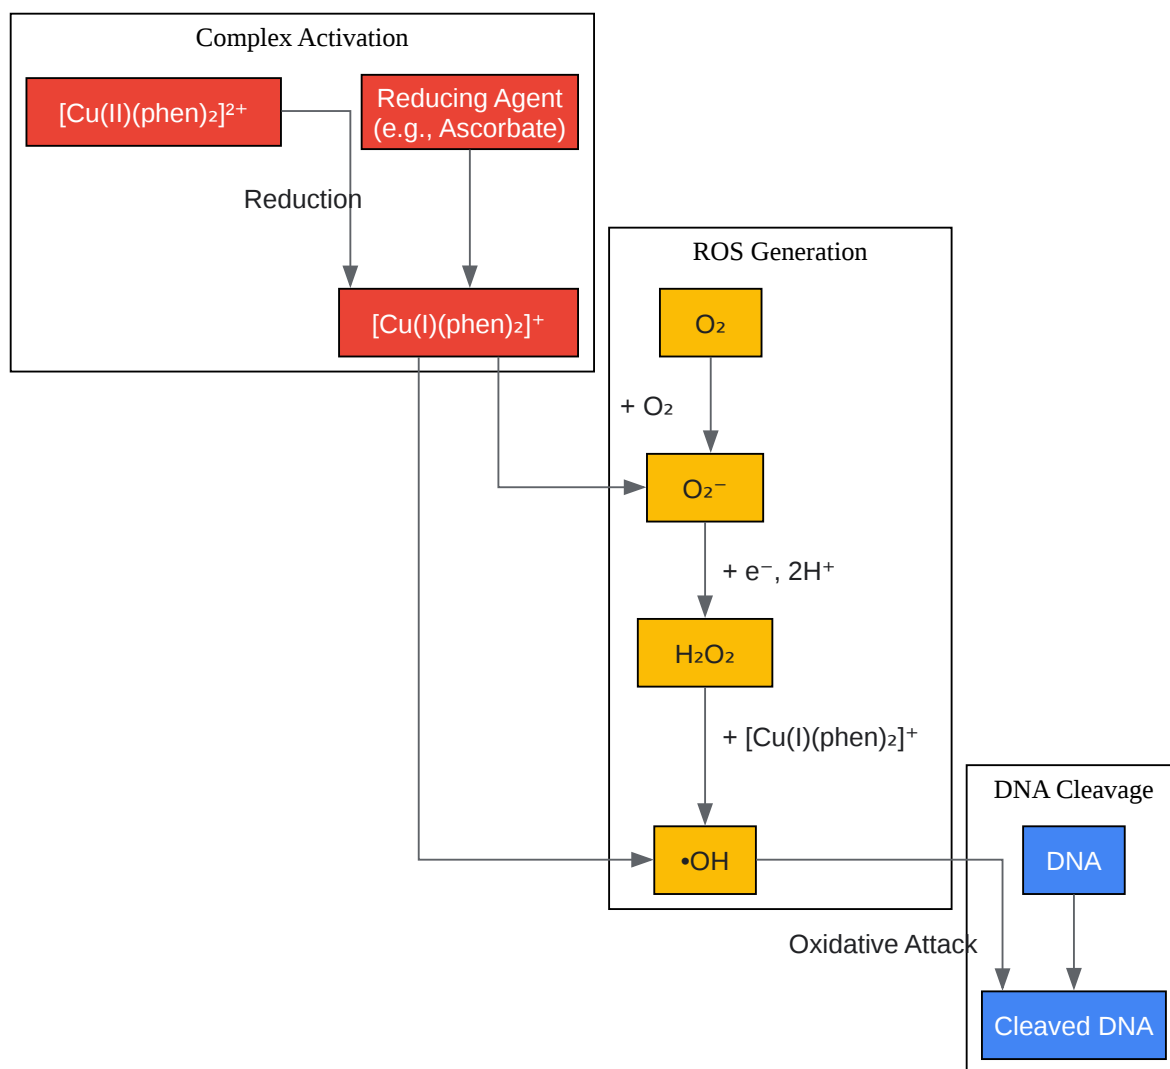 Complex Activation
[Cu(II)(phen)₂]²⁺
Reducing Agent
(e.g., Ascorbate)
Reduction
[Cu(I)(phen)₂]⁺
ROS Generation
O₂
+ O₂
O₂⁻
+ e⁻, 2H⁺
H₂O₂
+ [Cu(I)(phen)₂]⁺
•OH
DNA Cleavage
DNA
Oxidative Attack
Cleaved DNA